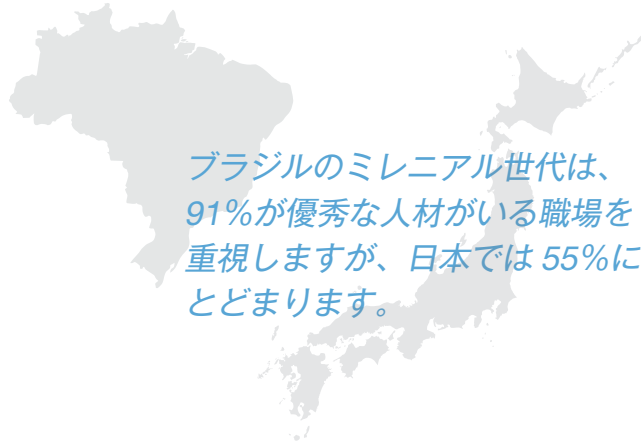 ブラジルのミレニアル世代は、
91%が優秀な人材がいる職場を
重視しますが、日本では 55%に
とどまります。